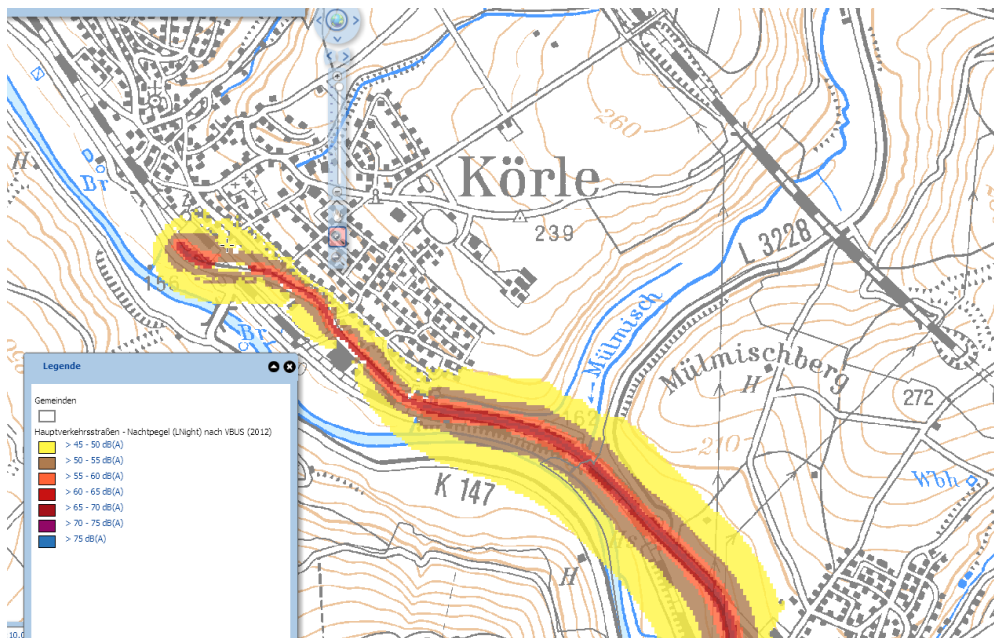 260
Körle
239
H
Br
L 3228
156
Br
Mülmisch
Mülmischberg
H
272
210
Wbh
K 147
H
Legende
Gemeinden
Hauptverkehrsstraßen - Nachtpegel (LNight) nach VBUS (2012)
> 45 - 50 dB(A)
> 50 - 55 dB(A)
> 55 - 60 dB(A)
> 60 - 65 dB(A)
> 65 - 70 dB(A)
> 70 - 75 dB(A)
> 75 dB(A)